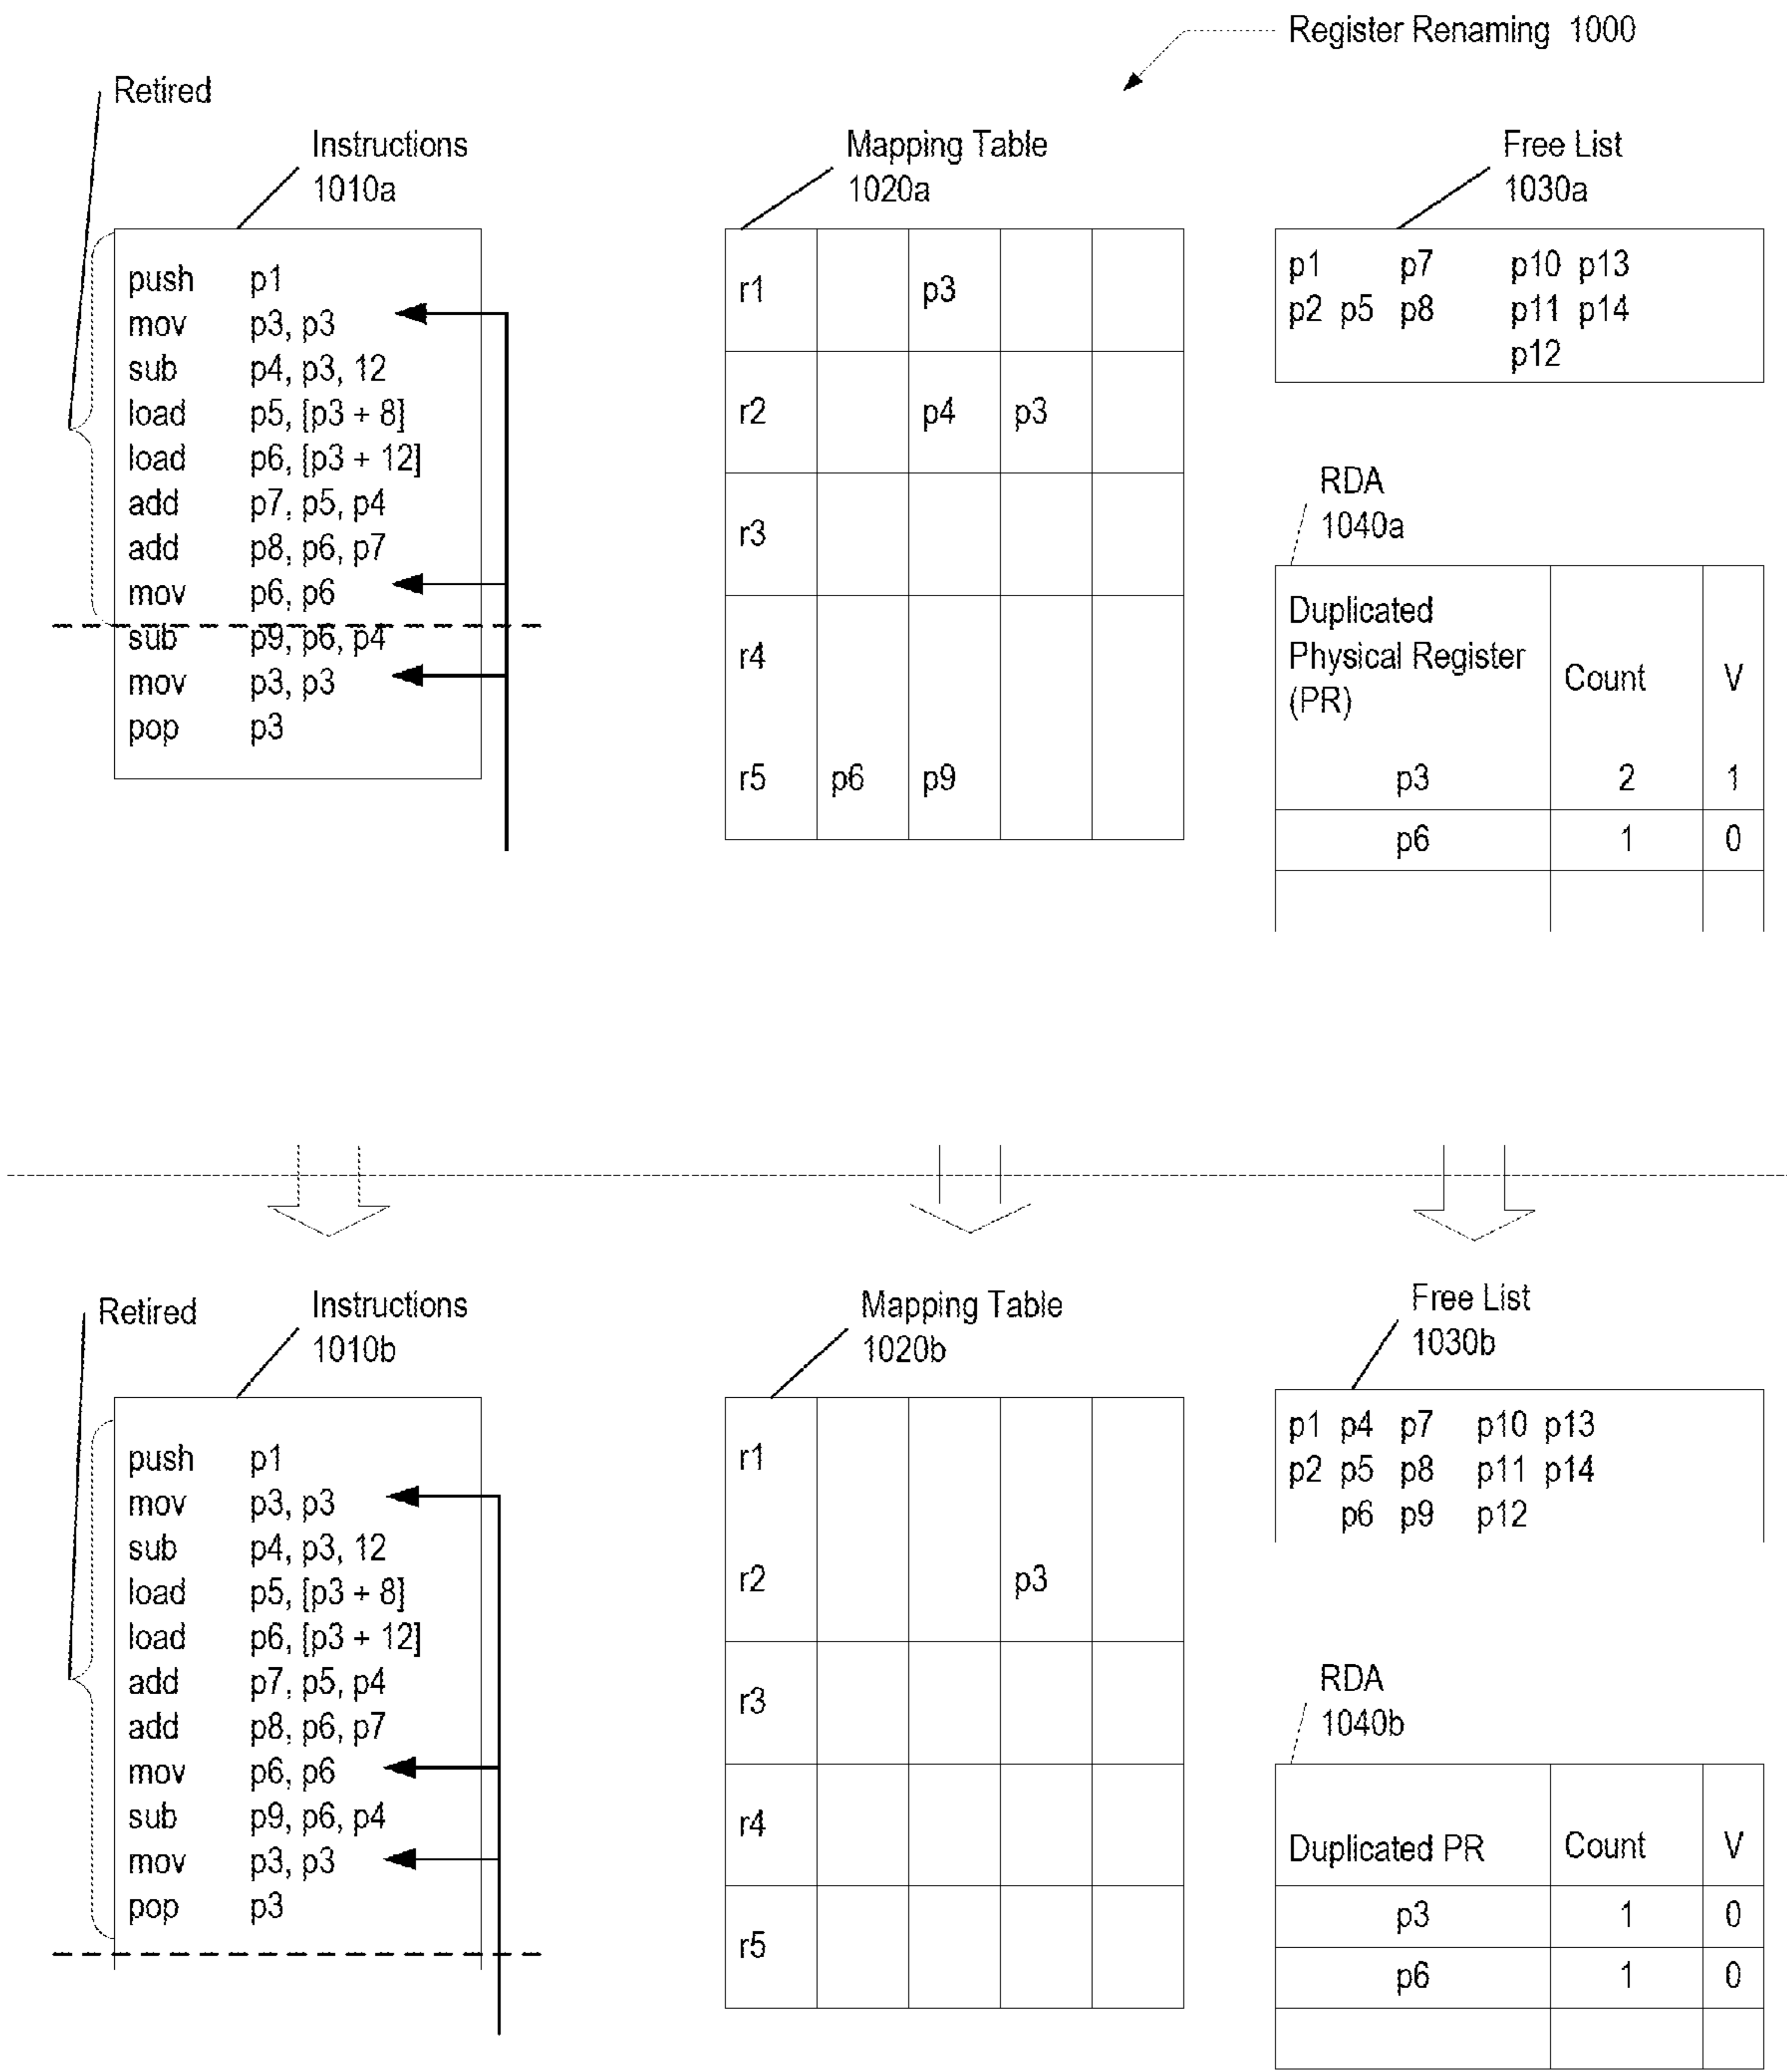 Register Renaming 1000
Retired
Instructions
1010a
Mapping Table
1020a
Free List
1030a
push p1
mov p3, p3
sub p4, p3, 12
load p5, [p3 + 8]
load p6, [p3 + 12]
add p7, p5, p4
add p8, p6, p7
mov p6, p6
sub p9, p6, p4
mov p3, p3
pop p3
r1 p3
r2 p4 p3
r3
r4
r5 p6 p9
p1 p7 p10 p13
p2 p5 p8 p11 p14
p12
RDA
1040a
Duplicated
Physical Register
(PR)
Count
V
p3 2 1
p6 1 0
Retired
Instructions
1010b
Mapping Table
1020b
Free List
1030b
push p1
mov p3, p3
sub p4, p3, 12
load p5, [p3 + 8]
load p6, [p3 + 12]
add p7, p5, p4
add p8, p6, p7
mov p6, p6
sub p9, p6, p4
mov p3, p3
pop p3
r1
r2 p3
r3
r4
r5
p1 p4 p7 p10 p13
p2 p5 p8 p11 p14
p6 p9 p12
RDA
1040b
Duplicated PR Count V
p3 1 0
p6 1 0